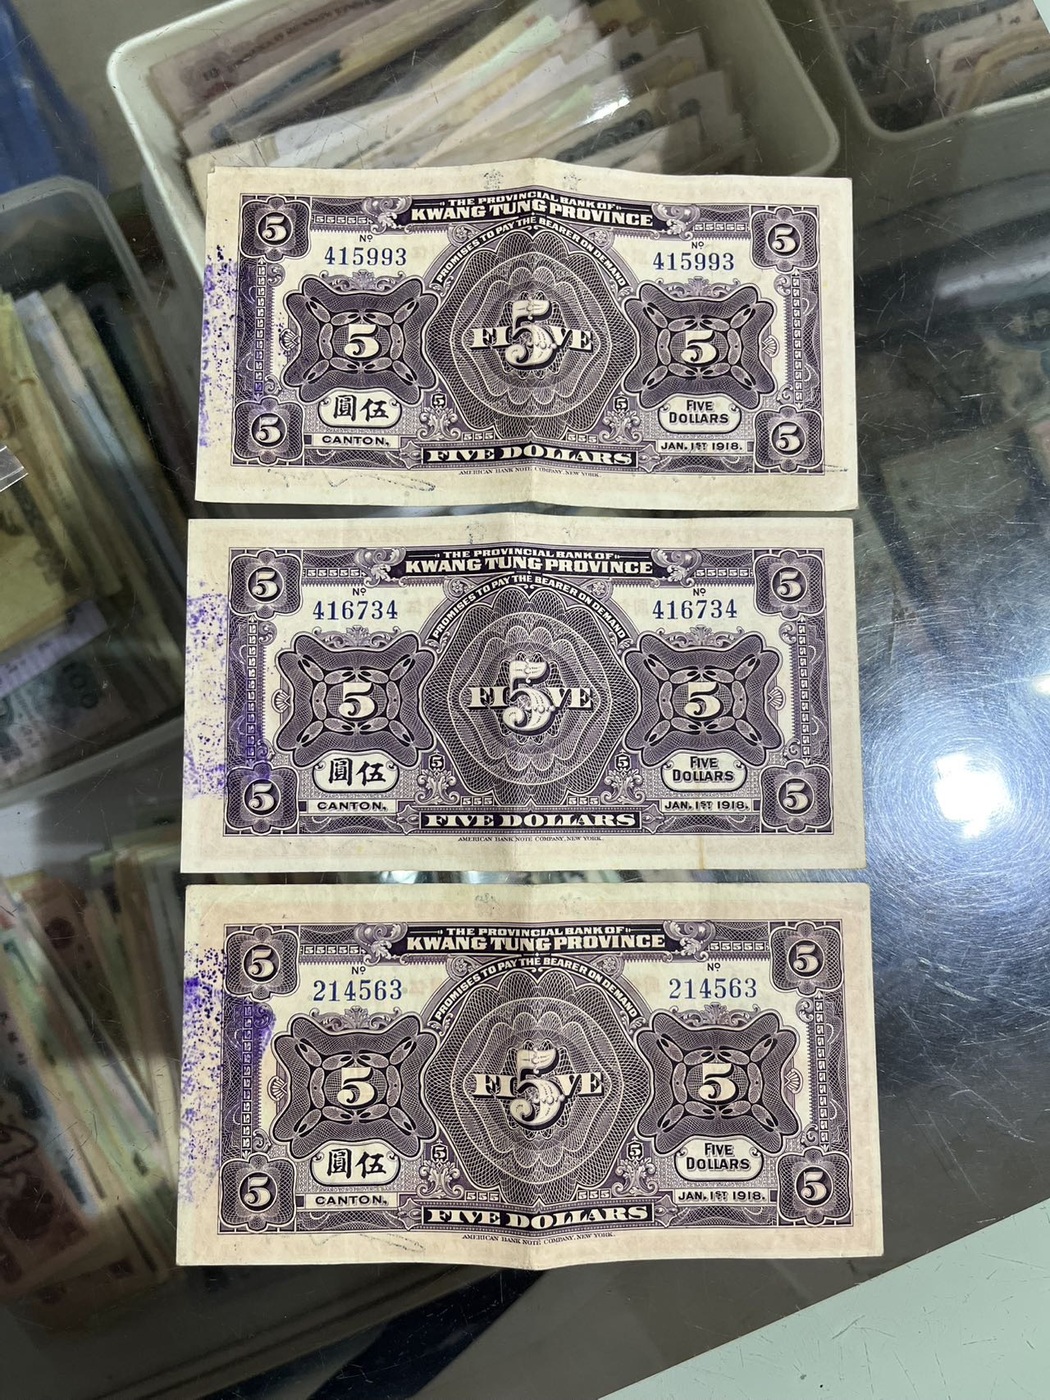 5 "THE PROVINCIAL BANK OF" 5
KWANG TUNG PROVINCE
PROMISES TO PAY THE BEARER ON DEMAND
Nº Nº
415993 415993
5 FI5VE 5
圓伍 FIVE DOLLARS
5 5
CANTON. JAN. 1ST 1918.
5 FIVE DOLLARS 5
AMERICAN BANK NOTE COMPANY, NEW YORK.
5 "THE PROVINCIAL BANK OF" 5
KWANG TUNG PROVINCE
PROMISES TO PAY THE BEARER ON DEMAND
Nº Nº
416734 416734
5 FI5VE 5
圓伍 FIVE DOLLARS
5 5
CANTON. JAN. 1ST 1918.
5 FIVE DOLLARS 5
AMERICAN BANK NOTE COMPANY, NEW YORK.
5 "THE PROVINCIAL BANK OF" 5
KWANG TUNG PROVINCE
PROMISES TO PAY THE BEARER ON DEMAND
Nº Nº
214563 214563
5 FI5VE 5
圓伍 FIVE DOLLARS
5 5
CANTON. JAN. 1ST 1918.
5 FIVE DOLLARS 5
AMERICAN BANK NOTE COMPANY, NEW YORK.